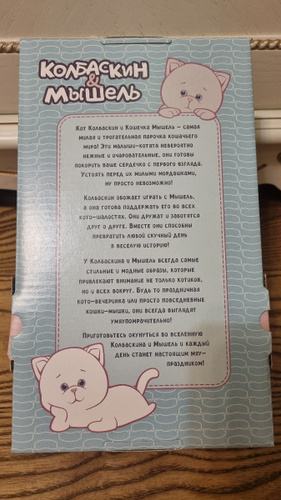 Колбаскин
& Мышель
Кот Колбаскин и Кошечка Мышель – самая
милая и трогательная парочка кошачьего
мира! Эти малыши-котята невероятно
нежные и очаровательные, они готовы
покорить ваше сердечко с первого взгляда.
Устоять перед их милыми мордашками,
ну просто невозможно!
Колбаскин обожает играть с Мышель,
а она готова поддержать его во всех
кото-шалостях. Они дружат и заботятся
друг о друге. Вместе они способны
превратить любой скучный день
в веселую историю!
У Колбаскина и Мышель всегда самые
стильные и модные образы, которые
привлекают внимание не только котиков,
но и всех вокруг. Будь то праздничная
кото-вечеринка или просто повседневные
кошки-мышки, они всегда выглядят
умурпомрачительно!
Приготовьтесь окунуться во вселенную
Колбаскина и Мышель и каждый
день станет настоящим мур-
праздником!